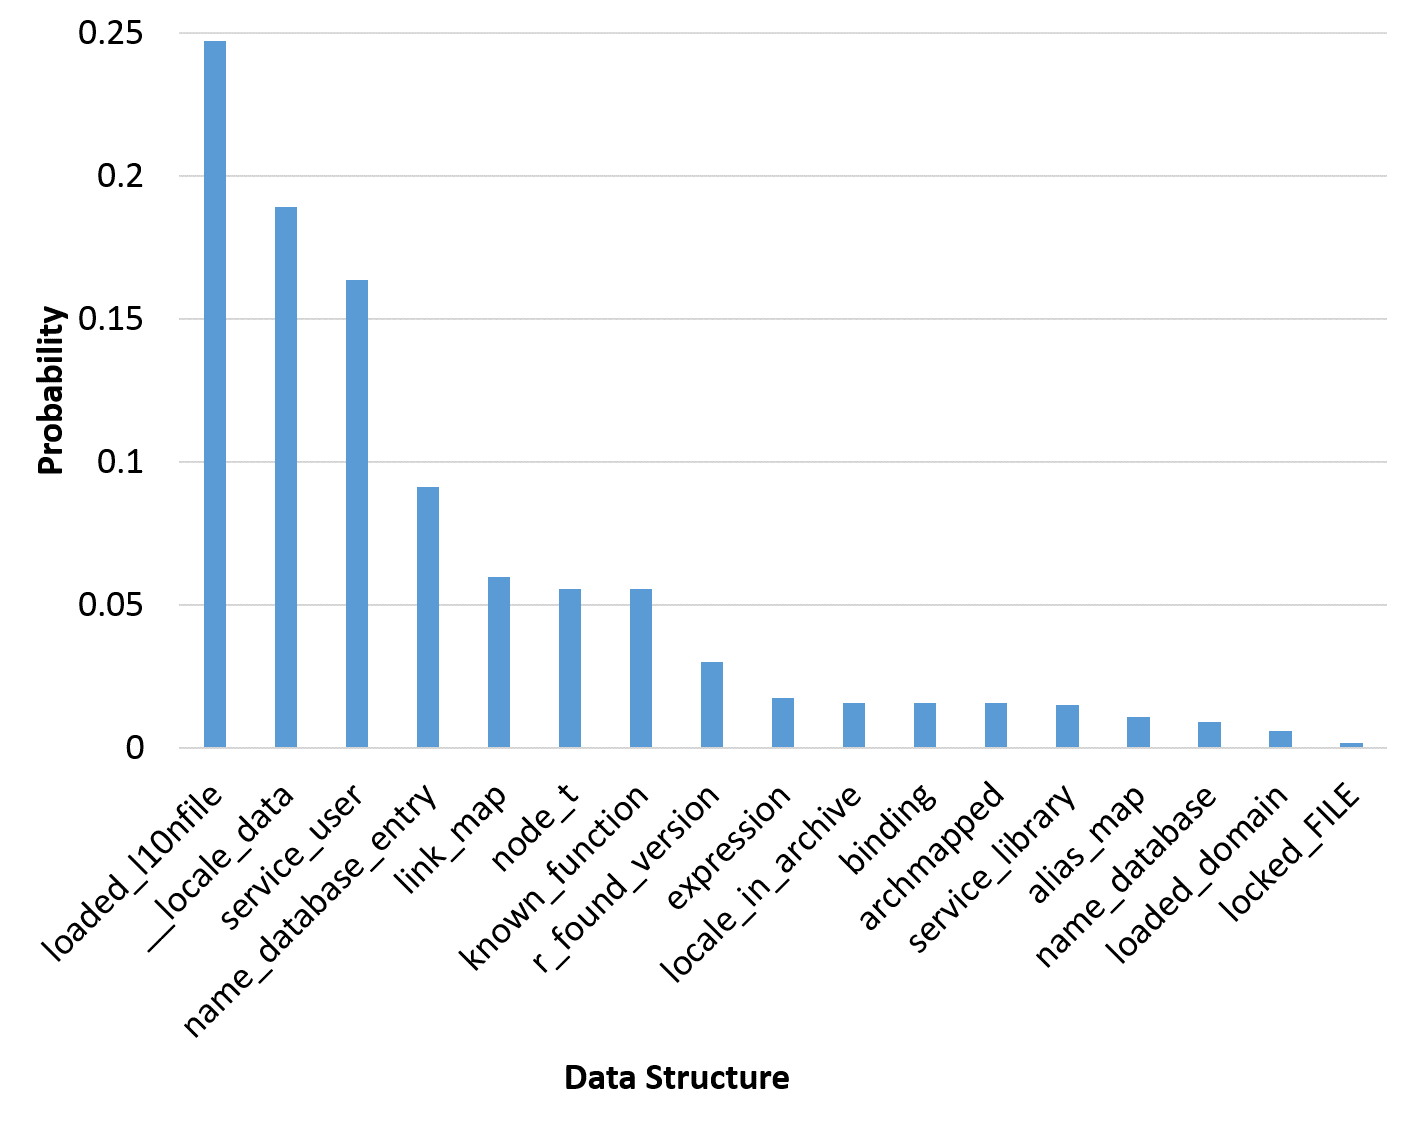 0.25
0.2
0.15
0.1
0.05
0
Probability
loaded_l10nfile
__locale_data
service_user
name_database_entry
link_map
node_t
known_function
r_found_version
expression
locale_in_archive
binding
archmapped
service_library
alias_map
name_database
loaded_domain
locked_FILE
Data Structure